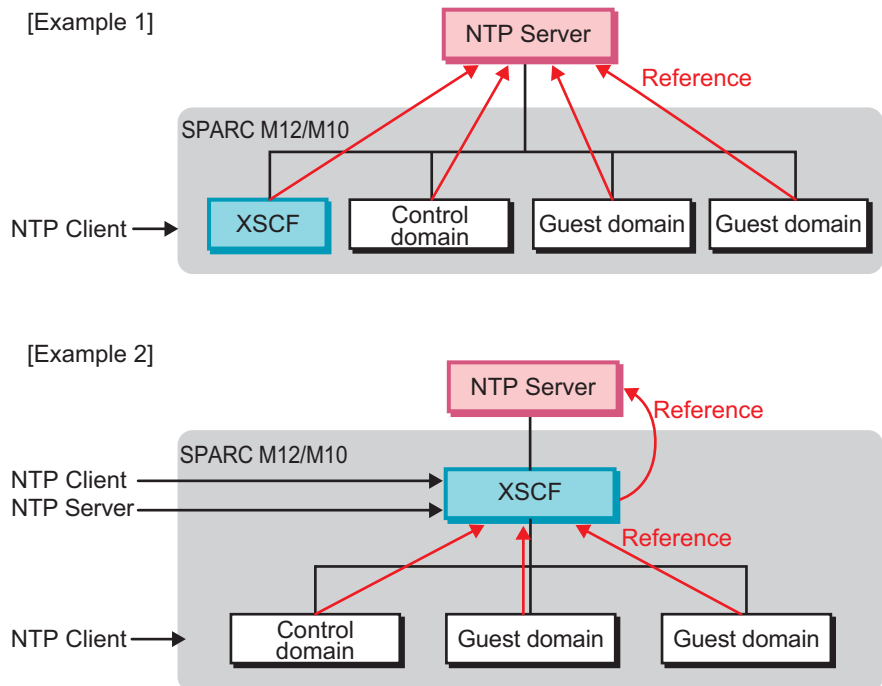 [Example 1]
NTP Server
Reference
SPARC M12/M10
NTP Client
XSCF
Control
domain
Guest domain
Guest domain
[Example 2]
NTP Server
Reference
SPARC M12/M10
NTP Client
NTP Server
XSCF
Reference
NTP Client
Control
domain
Guest domain
Guest domain